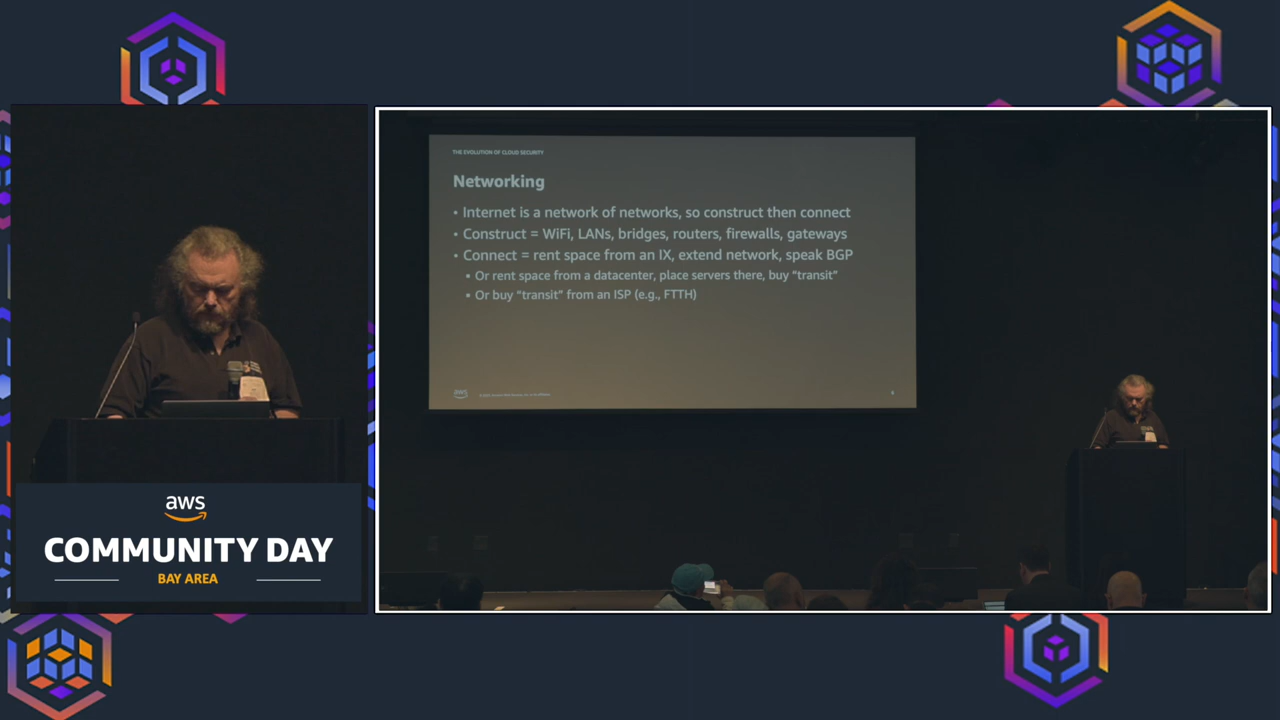 THE EVOLUTION OF CLOUD SECURITY
Networking
• Internet is a network of networks, so construct then connect
• Construct = WiFi, LANs, bridges, routers, firewalls, gateways
• Connect = rent space from an IX, extend network, speak BGP
▪ Or rent space from a datacenter, place servers there, buy “transit”
▪ Or buy “transit” from an ISP (e.g., FTTH)
aws
aws
COMMUNITY DAY
BAY AREA